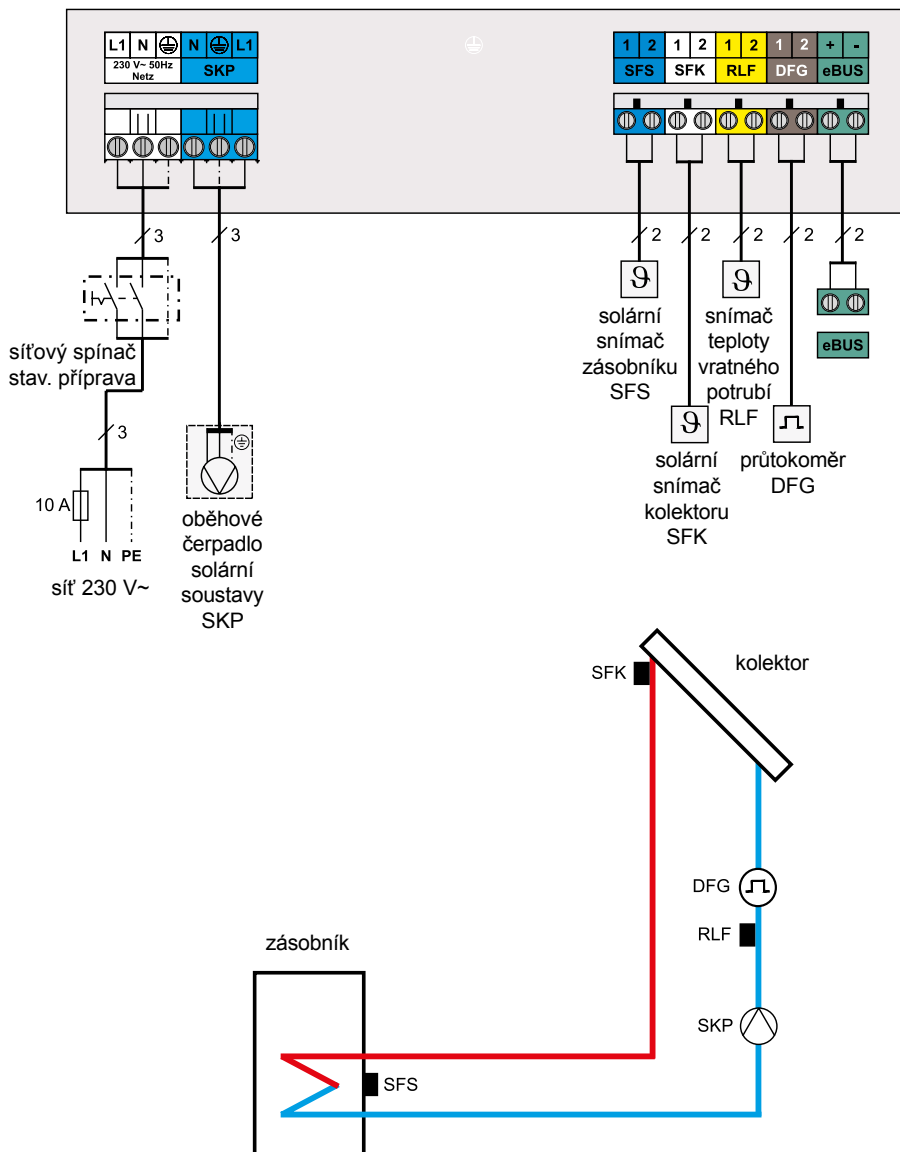 L1 N N L1
230 V~ 50Hz
Netz
SKP
1 2 1 2 1 2 1 2 + -
SFS SFK RLF DFG eBUS
3
3
2
2
2
2
2
síťový spínač
stav. příprava
3
10 A
L1 N PE
síť 230 V~
oběhové
čerpadlo
solární
soustavy
SKP
ϑ
solární
snímač
zásobníku
SFS
ϑ
solární
snímač
kolektoru
SFK
ϑ
snímač
teploty
vratného
potrubí
RLF
průtokoměr
DFG
eBUS
kolektor
SFK
DFG
RLF
SKP
zásobník
SFS